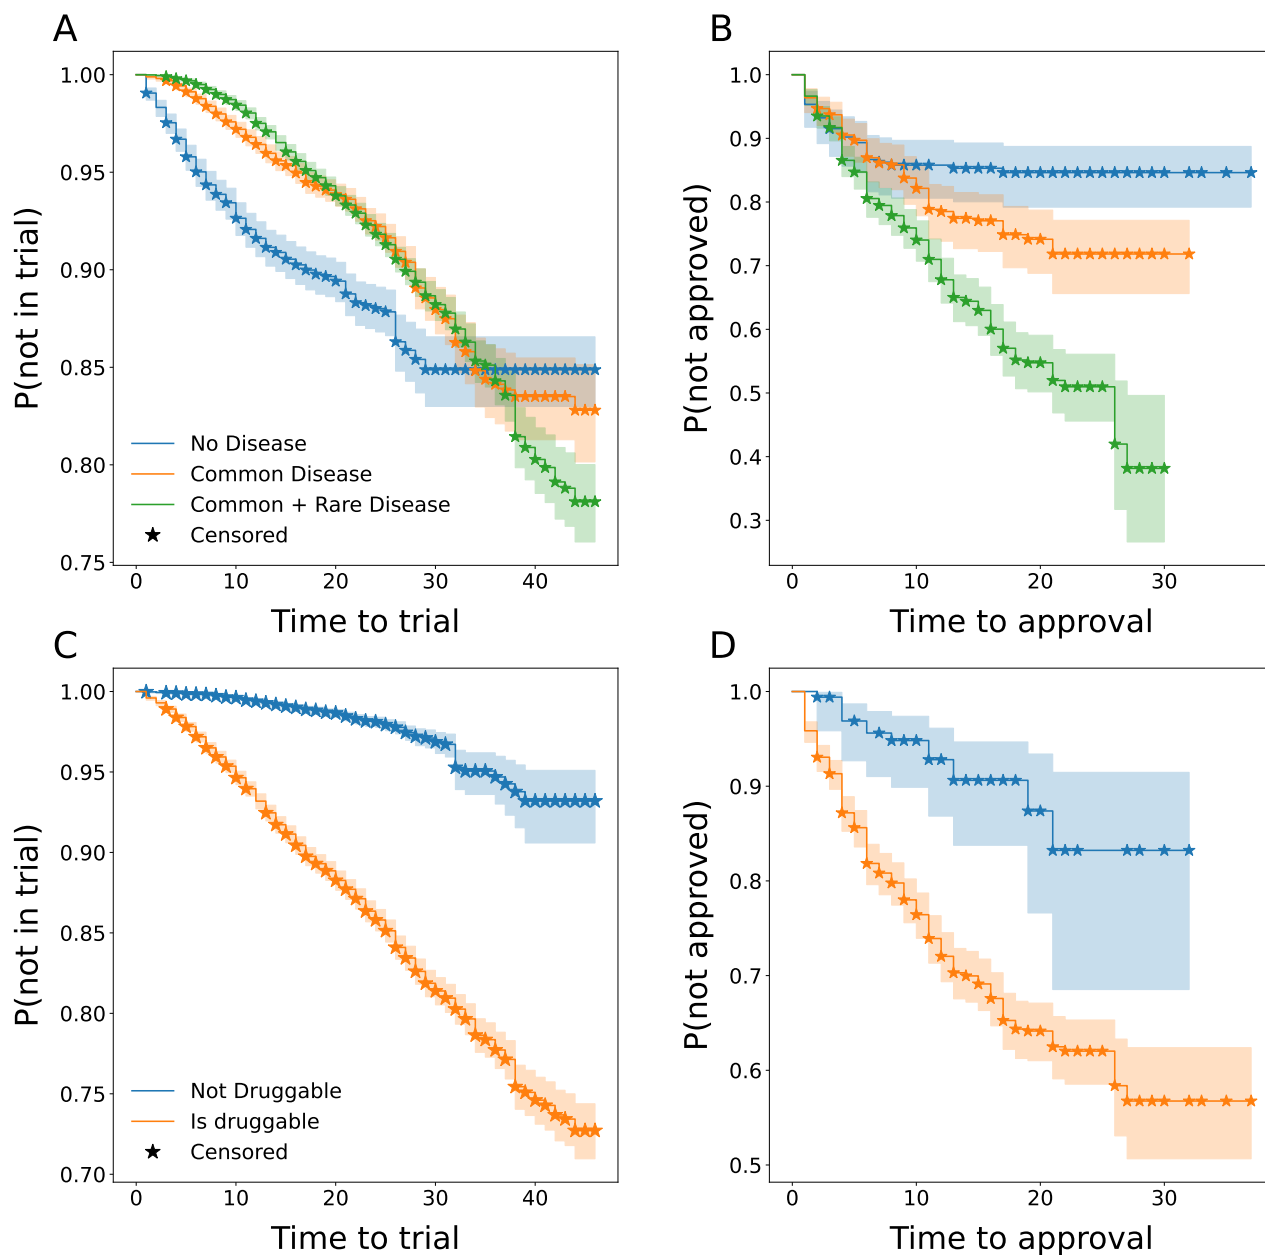 A
1.00
0.95
0.90
0.85
0.80
0.75
P(not in trial)
No Disease
Common Disease
Common + Rare Disease
Censored
0 10 20 30 40
Time to trial
B
1.0
0.9
0.8
0.7
0.6
0.5
0.4
0.3
P(not approved)
0 10 20 30
Time to approval
C
1.00
0.95
0.90
0.85
0.80
0.75
0.70
P(not in trial)
Not Druggable
Is druggable
Censored
0 10 20 30 40
Time to trial
D
1.0
0.9
0.8
0.7
0.6
0.5
P(not approved)
0 10 20 30
Time to approval